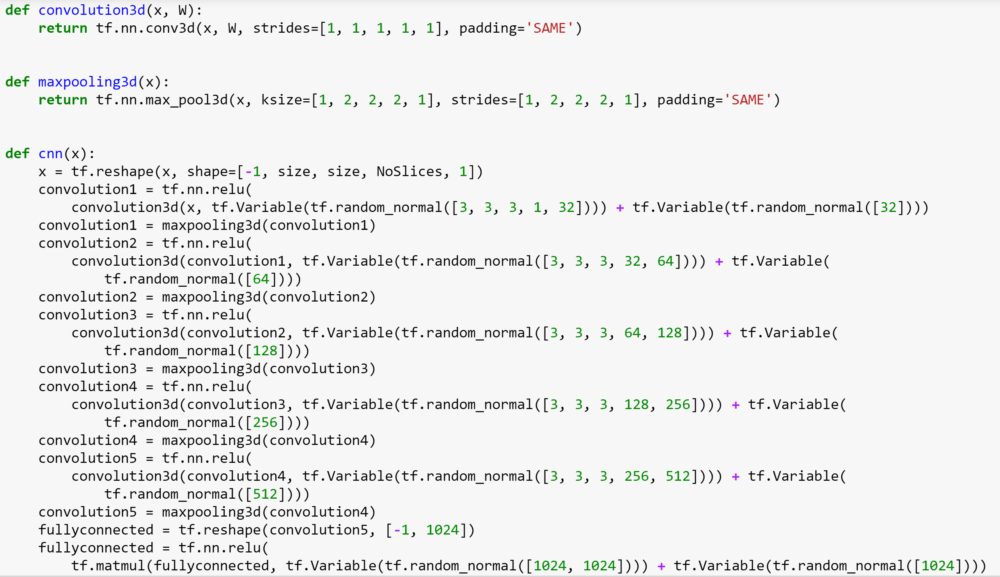 def convolution3d(x, W):
    return tf.nn.conv3d(x, W, strides=[1, 1, 1, 1, 1], padding='SAME')
def maxpooling3d(x):
    return tf.nn.max_pool3d(x, ksize=[1, 2, 2, 2, 1], strides=[1, 2, 2, 2, 1], padding='SAME')
def cnn(x):
    x = tf.reshape(x, shape=[-1, size, size, NoSlices, 1])
    convolution1 = tf.nn.relu(
        convolution3d(x, tf.Variable(tf.random_normal([3, 3, 3, 1, 32]))) + tf.Variable(tf.random_normal([32])))
    convolution1 = maxpooling3d(convolution1)
    convolution2 = tf.nn.relu(
        convolution3d(convolution1, tf.Variable(tf.random_normal([3, 3, 3, 32, 64]))) + tf.Variable(
            tf.random_normal([64])))
    convolution2 = maxpooling3d(convolution2)
    convolution3 = tf.nn.relu(
        convolution3d(convolution2, tf.Variable(tf.random_normal([3, 3, 3, 64, 128]))) + tf.Variable(
            tf.random_normal([128])))
    convolution3 = maxpooling3d(convolution3)
    convolution4 = tf.nn.relu(
        convolution3d(convolution3, tf.Variable(tf.random_normal([3, 3, 3, 128, 256]))) + tf.Variable(
            tf.random_normal([256])))
    convolution4 = maxpooling3d(convolution4)
    convolution5 = tf.nn.relu(
        convolution3d(convolution4, tf.Variable(tf.random_normal([3, 3, 3, 256, 512]))) + tf.Variable(
            tf.random_normal([512])))
    convolution5 = maxpooling3d(convolution4)
    fullyconnected = tf.reshape(convolution5, [-1, 1024])
    fullyconnected = tf.nn.relu(
        tf.matmul(fullyconnected, tf.Variable(tf.random_normal([1024, 1024]))) + tf.Variable(tf.random_normal([1024])))